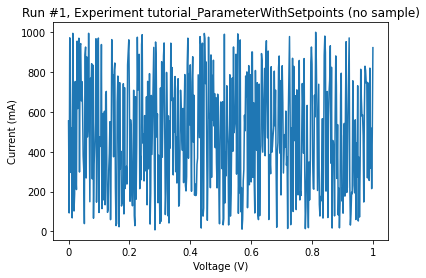 Run #1, Experiment tutorial_ParameterWithSetpoints (no sample)
1000
800
600
400
200
0
Current (mA)
0 0.2 0.4 0.6 0.8 1
Voltage (V)